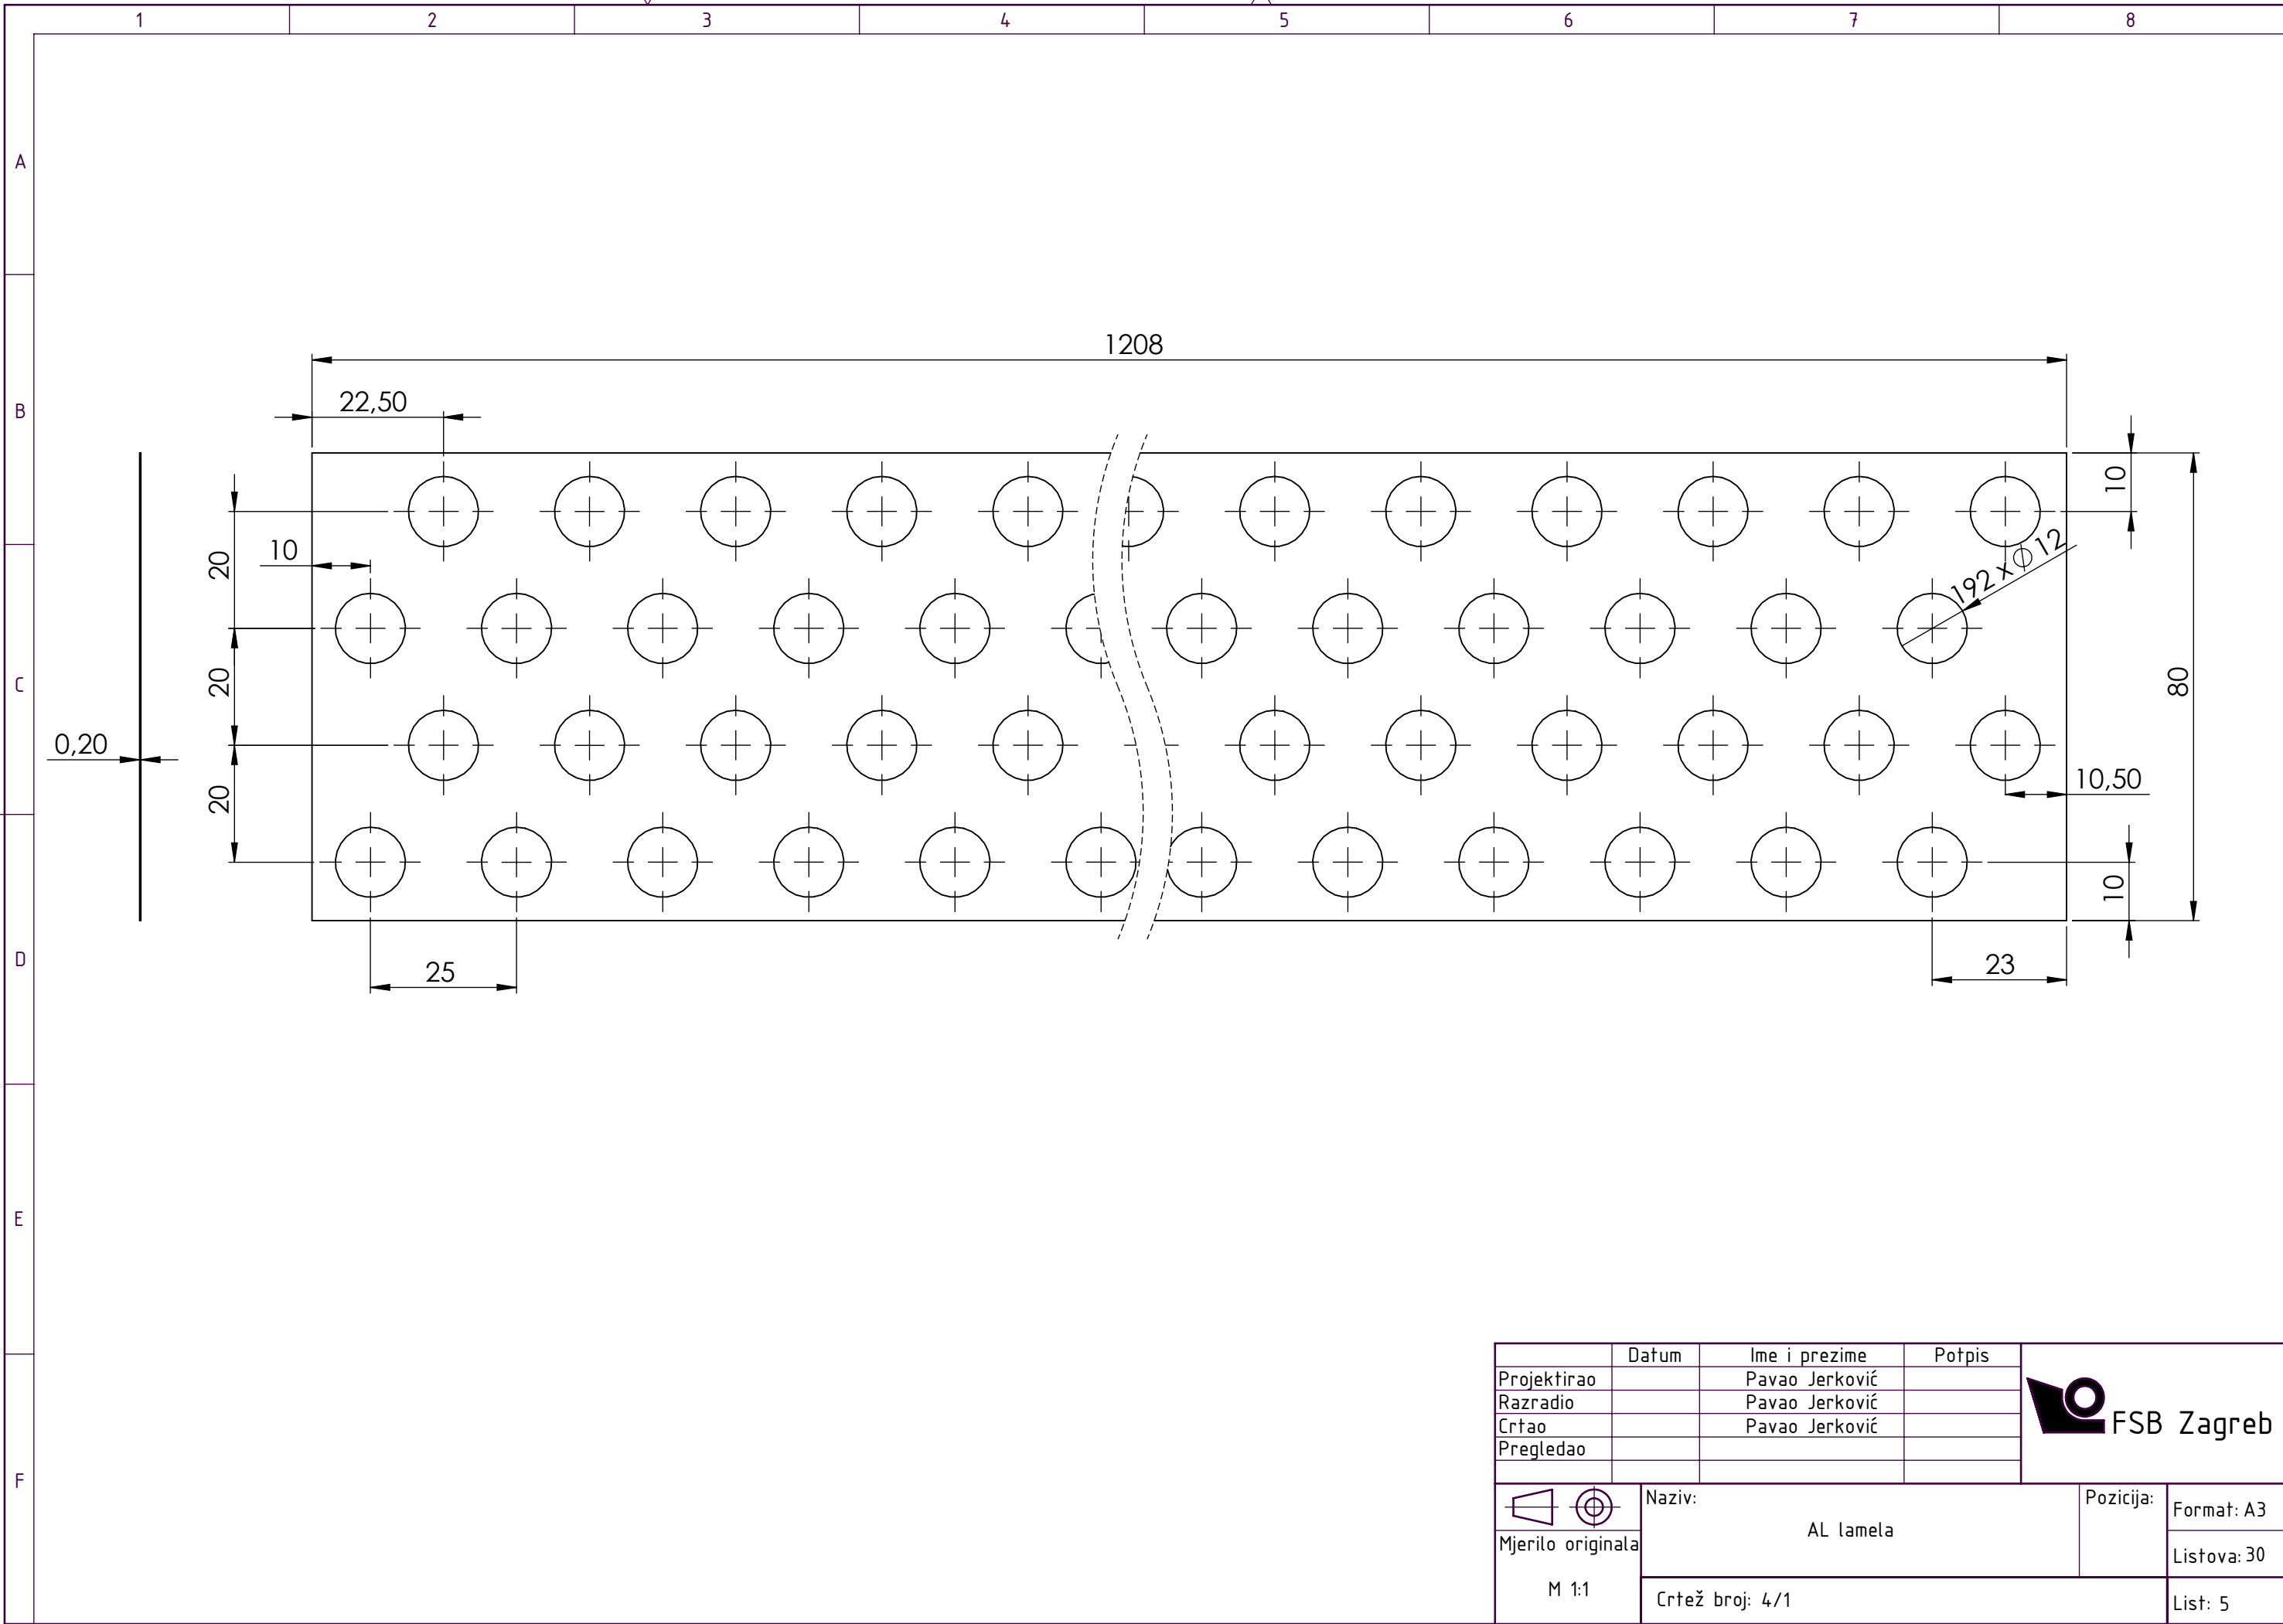 1 2 3 4 5 6 7 8
A
B
C
D
E
F
1208
22,50
10
20
10
192 x Ø 12
20
80
0,20
20
10,50
10
25
23
Datum Ime i prezime Potpis
Projektirao Pavao Jerković
Razradio Pavao Jerković
Crtao Pavao Jerković
Pregledao
FSB Zagreb
Naziv:
AL lamela
Pozicija:
Format: A3
Mjerilo originala
M 1:1
Listova: 30
Crtež broj: 4/1
List: 5